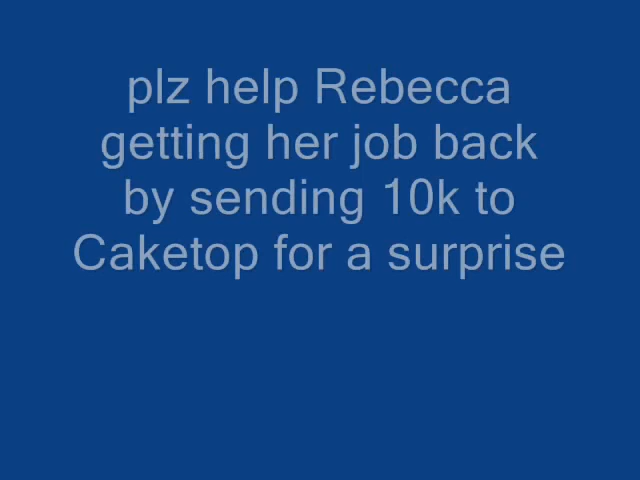 plz help Rebecca
getting her job back
by sending 10k to
Caketop for a surprise